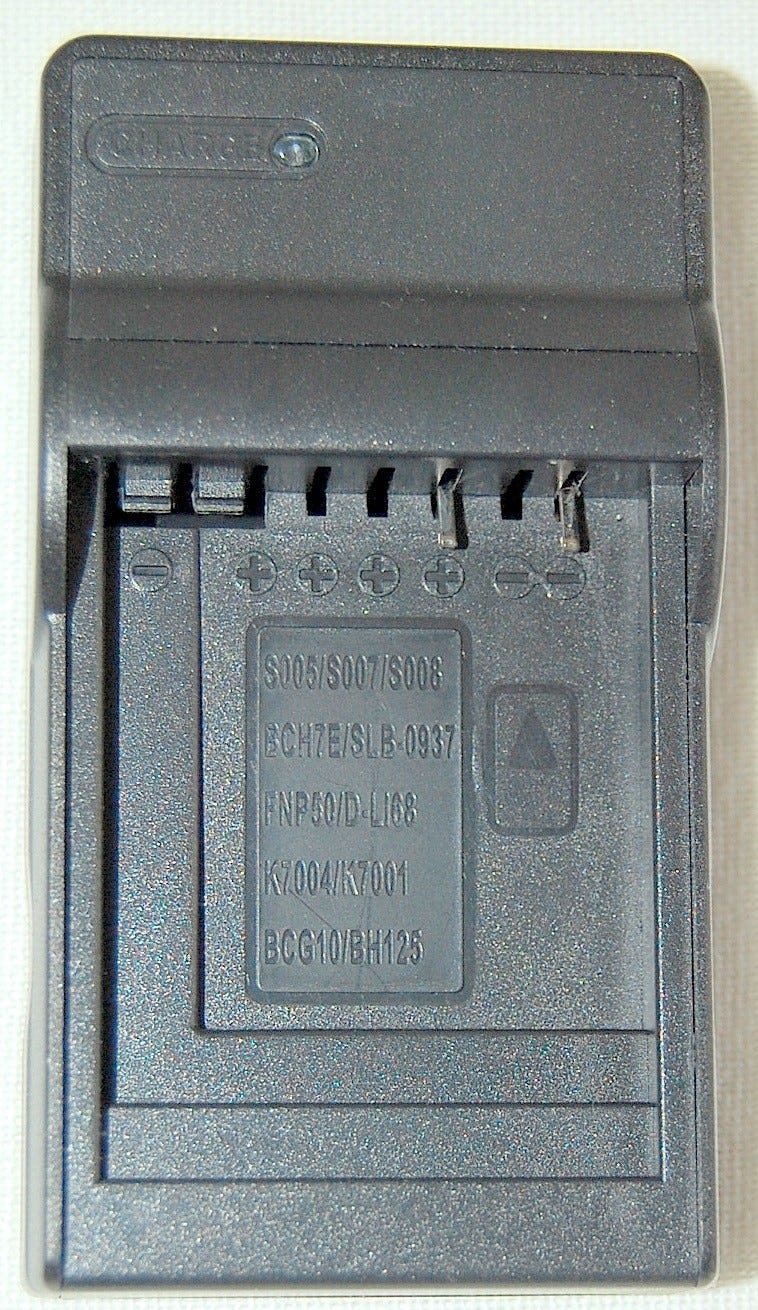 CHARGE
- + + + + - -
S005/S007/S008
BCH7E/SLB-0937
FNP50/D-LI68
K7004/K7001
BCG10/BH125